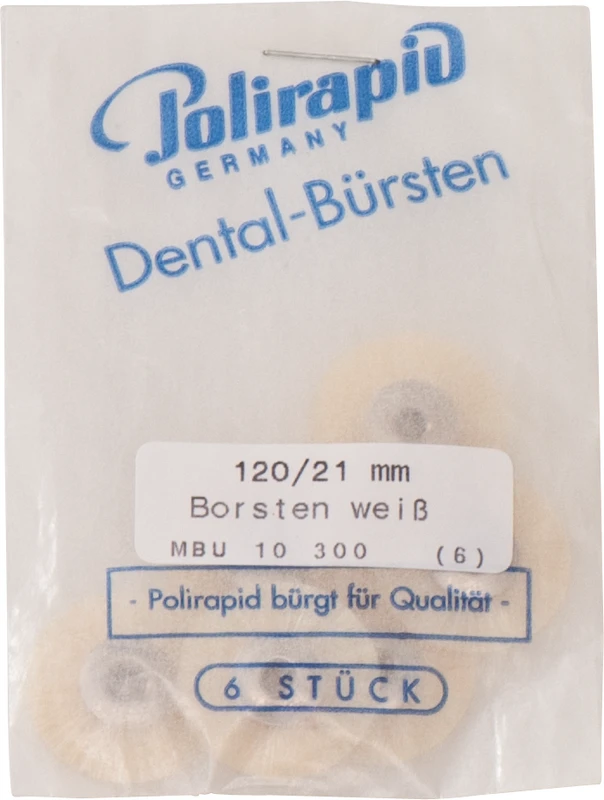 Polirapid
GERMANY
Dental-Bürsten
120/21 mm
Borsten weiß
MBU 10 300 (6)
- Polirapid bürgt für Qualität -
6 STÜCK